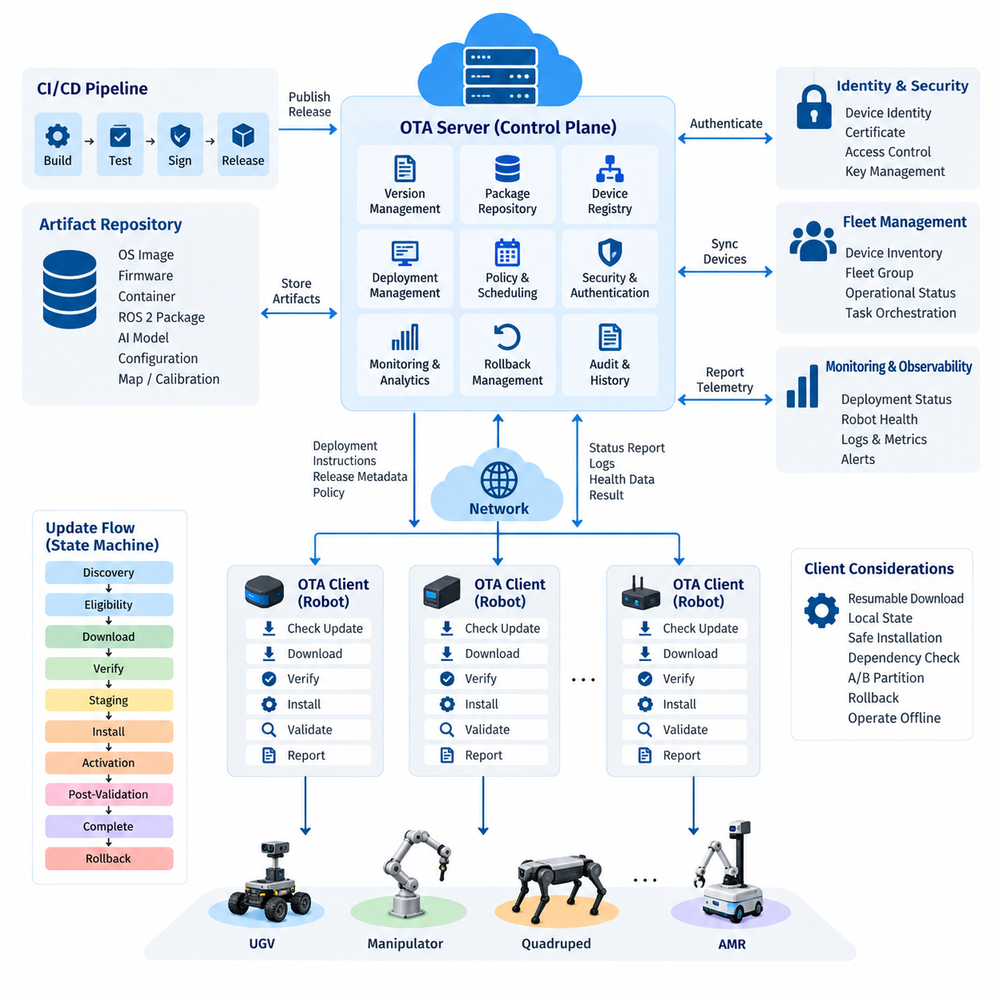 CI/CD Pipeline
Build
Test
Sign
Release
Publish
Release
Artifact Repository
OS Image
Firmware
Container
ROS 2 Package
AI Model
Configuration
Map / Calibration
Store
Artifacts
OTA Server (Control Plane)
Version
Management
Package
Repository
Device
Registry
Deployment
Management
Policy &
Scheduling
Security &
Authentication
Monitoring &
Analytics
Rollback
Management
Audit &
History
Authenticate
Sync
Devices
Report
Telemetry
Identity & Security
Device Identity
Certificate
Access Control
Key Management
Fleet Management
Device Inventory
Fleet Group
Operational Status
Task Orchestration
Monitoring & Observability
Deployment Status
Robot Health
Logs & Metrics
Alerts
Deployment
Instructions
Release Metadata
Policy
Network
Status Report
Logs
Health Data
Result
Update Flow
(State Machine)
Discovery
Eligibility
Download
Verify
Staging
Install
Activation
Post-Validation
Complete
Rollback
OTA Client
(Robot)
Check Update
Download
Verify
Install
Validate
Report
OTA Client
(Robot)
Check Update
Download
Verify
Install
Validate
Report
...
OTA Client
(Robot)
Check Update
Download
Verify
Install
Validate
Report
Client Considerations
Resumable Download
Local State
Safe Installation
Dependency Check
A/B Partition
Rollback
Operate Offline
...
UGV
Manipulator
Quadruped
AMR